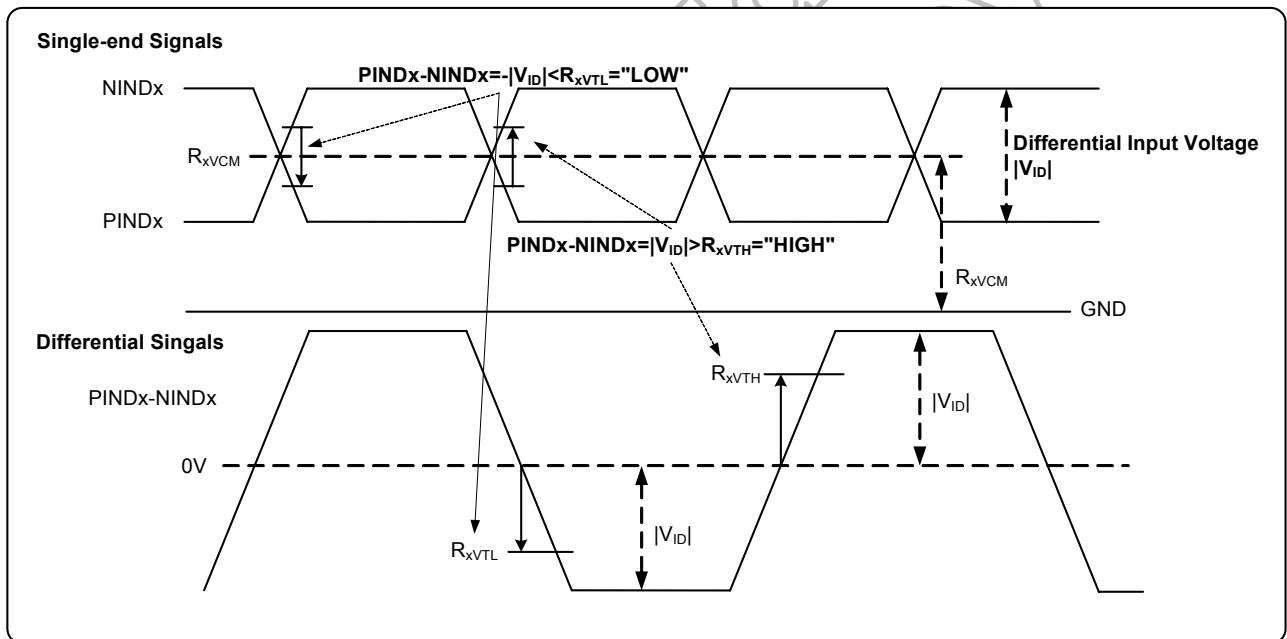 Single-end Signals
NINDx
PINDx-NINDx=-|VID|<RxVTL="LOW"
RxVCM
Differential Input Voltage
|VID|
PINDx
PINDx-NINDx=|VID|>RxVTH="HIGH"
RxVCM
GND
Differential Singals
RxVTH
PINDx-NINDx
|VID|
0V
|VID|
RxVTL